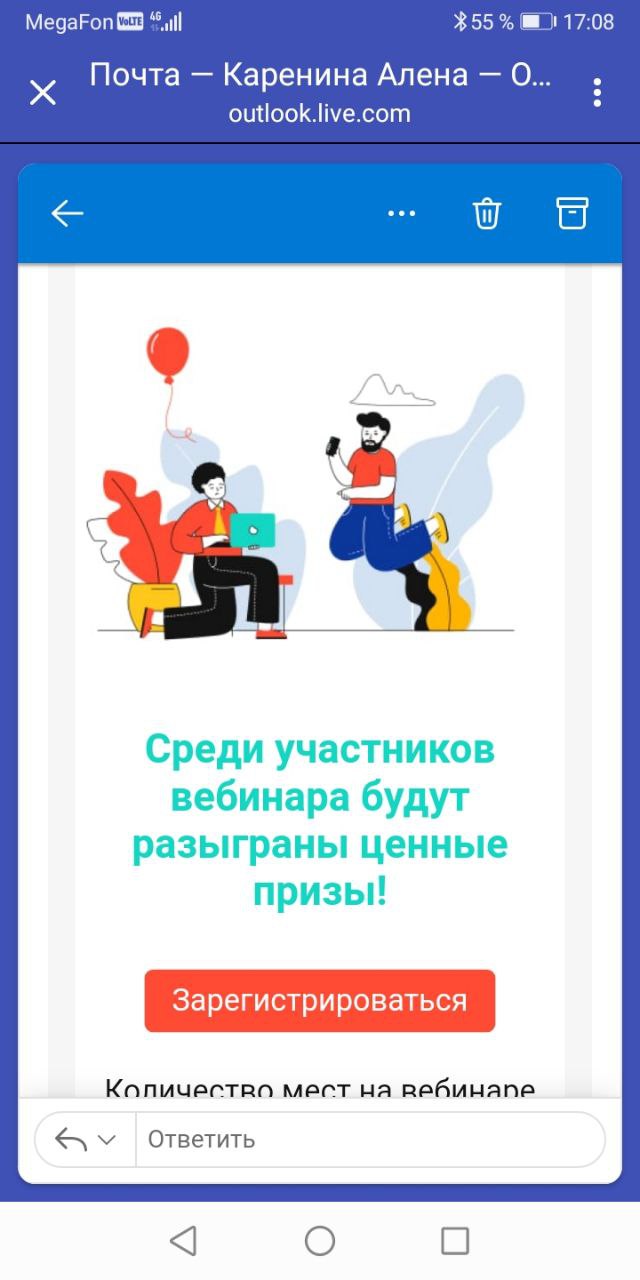 MegaFon VoLTE 4G 55 % 17:08
Почта — Каренина Алена — О...
outlook.live.com
Среди участников
вебинара будут
разыграны ценные
призы!
Зарегистрироваться
Количество мест на вебинаре
Ответить